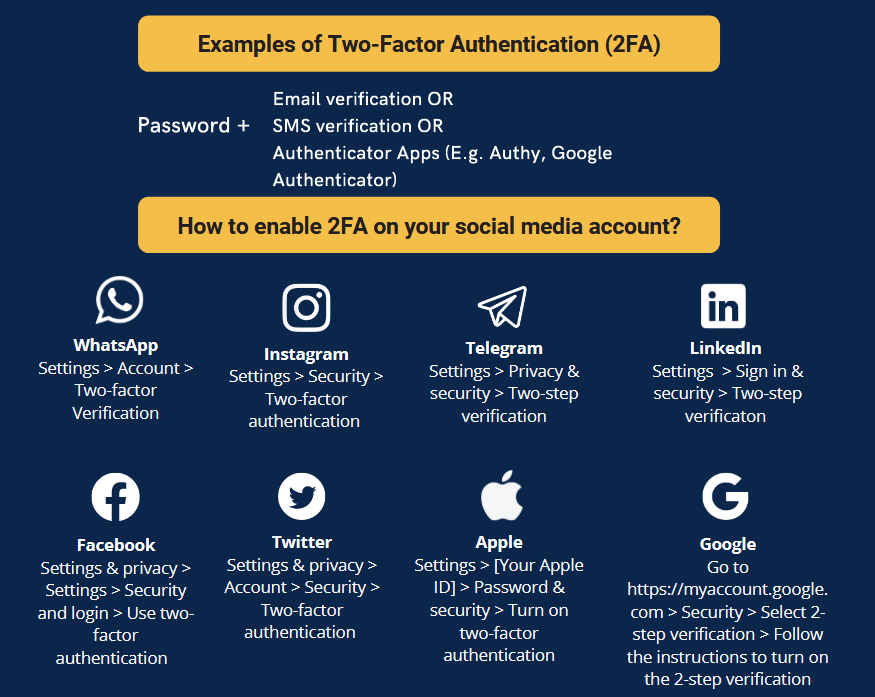 Examples of Two-Factor Authentication (2FA)
Password +
Email verification OR
SMS verification OR
Authenticator Apps (E.g. Authy, Google
Authenticator)
How to enable 2FA on your social media account?
WhatsApp
Settings > Account >
Two-factor
Verification
Instagram
Settings > Security >
Two-factor
authentication
Telegram
Settings > Privacy &
security > Two-step
verification
in
LinkedIn
Settings > Sign in &
security > Two-step
verificaton
Facebook
Settings & privacy >
Settings > Security
and login > Use two-
factor
authentication
Twitter
Settings & privacy >
Account > Security >
Two-factor
authentication
Apple
Settings > [Your Apple
ID] > Password &
security > Turn on
two-factor
authentication
Google
Go to
https://myaccount.google.
com > Security > Select 2-
step verification > Follow
the instructions to turn on
the 2-step verification